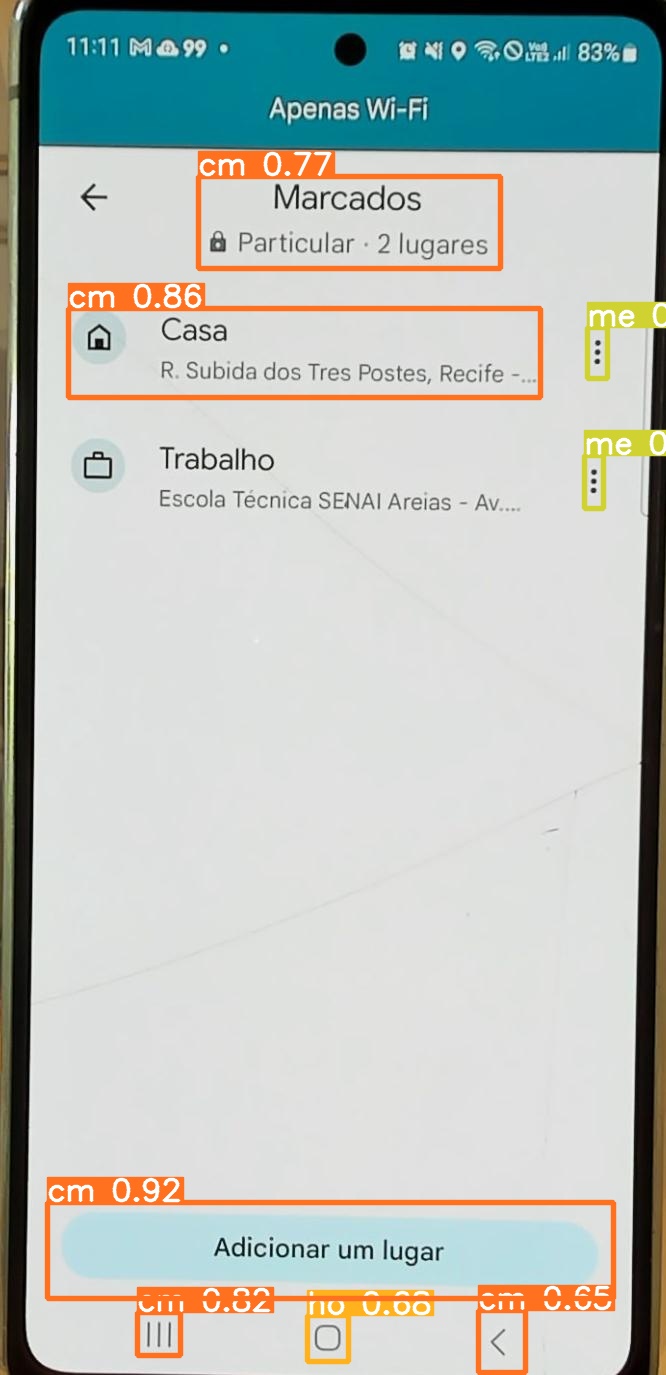 11:11 99 • VoD LTE2 83%
Apenas Wi-Fi
cm 0.77
Marcados
Particular · 2 lugares
cm 0.86
Casa
R. Subida dos Tres Postes, Recife -...
me 0
me 0
Trabalho
Escola Técnica SENAI Areias - Av....
cm 0.92
Adicionar um lugar
cm 0.82 ho 0.68 cm 0.65